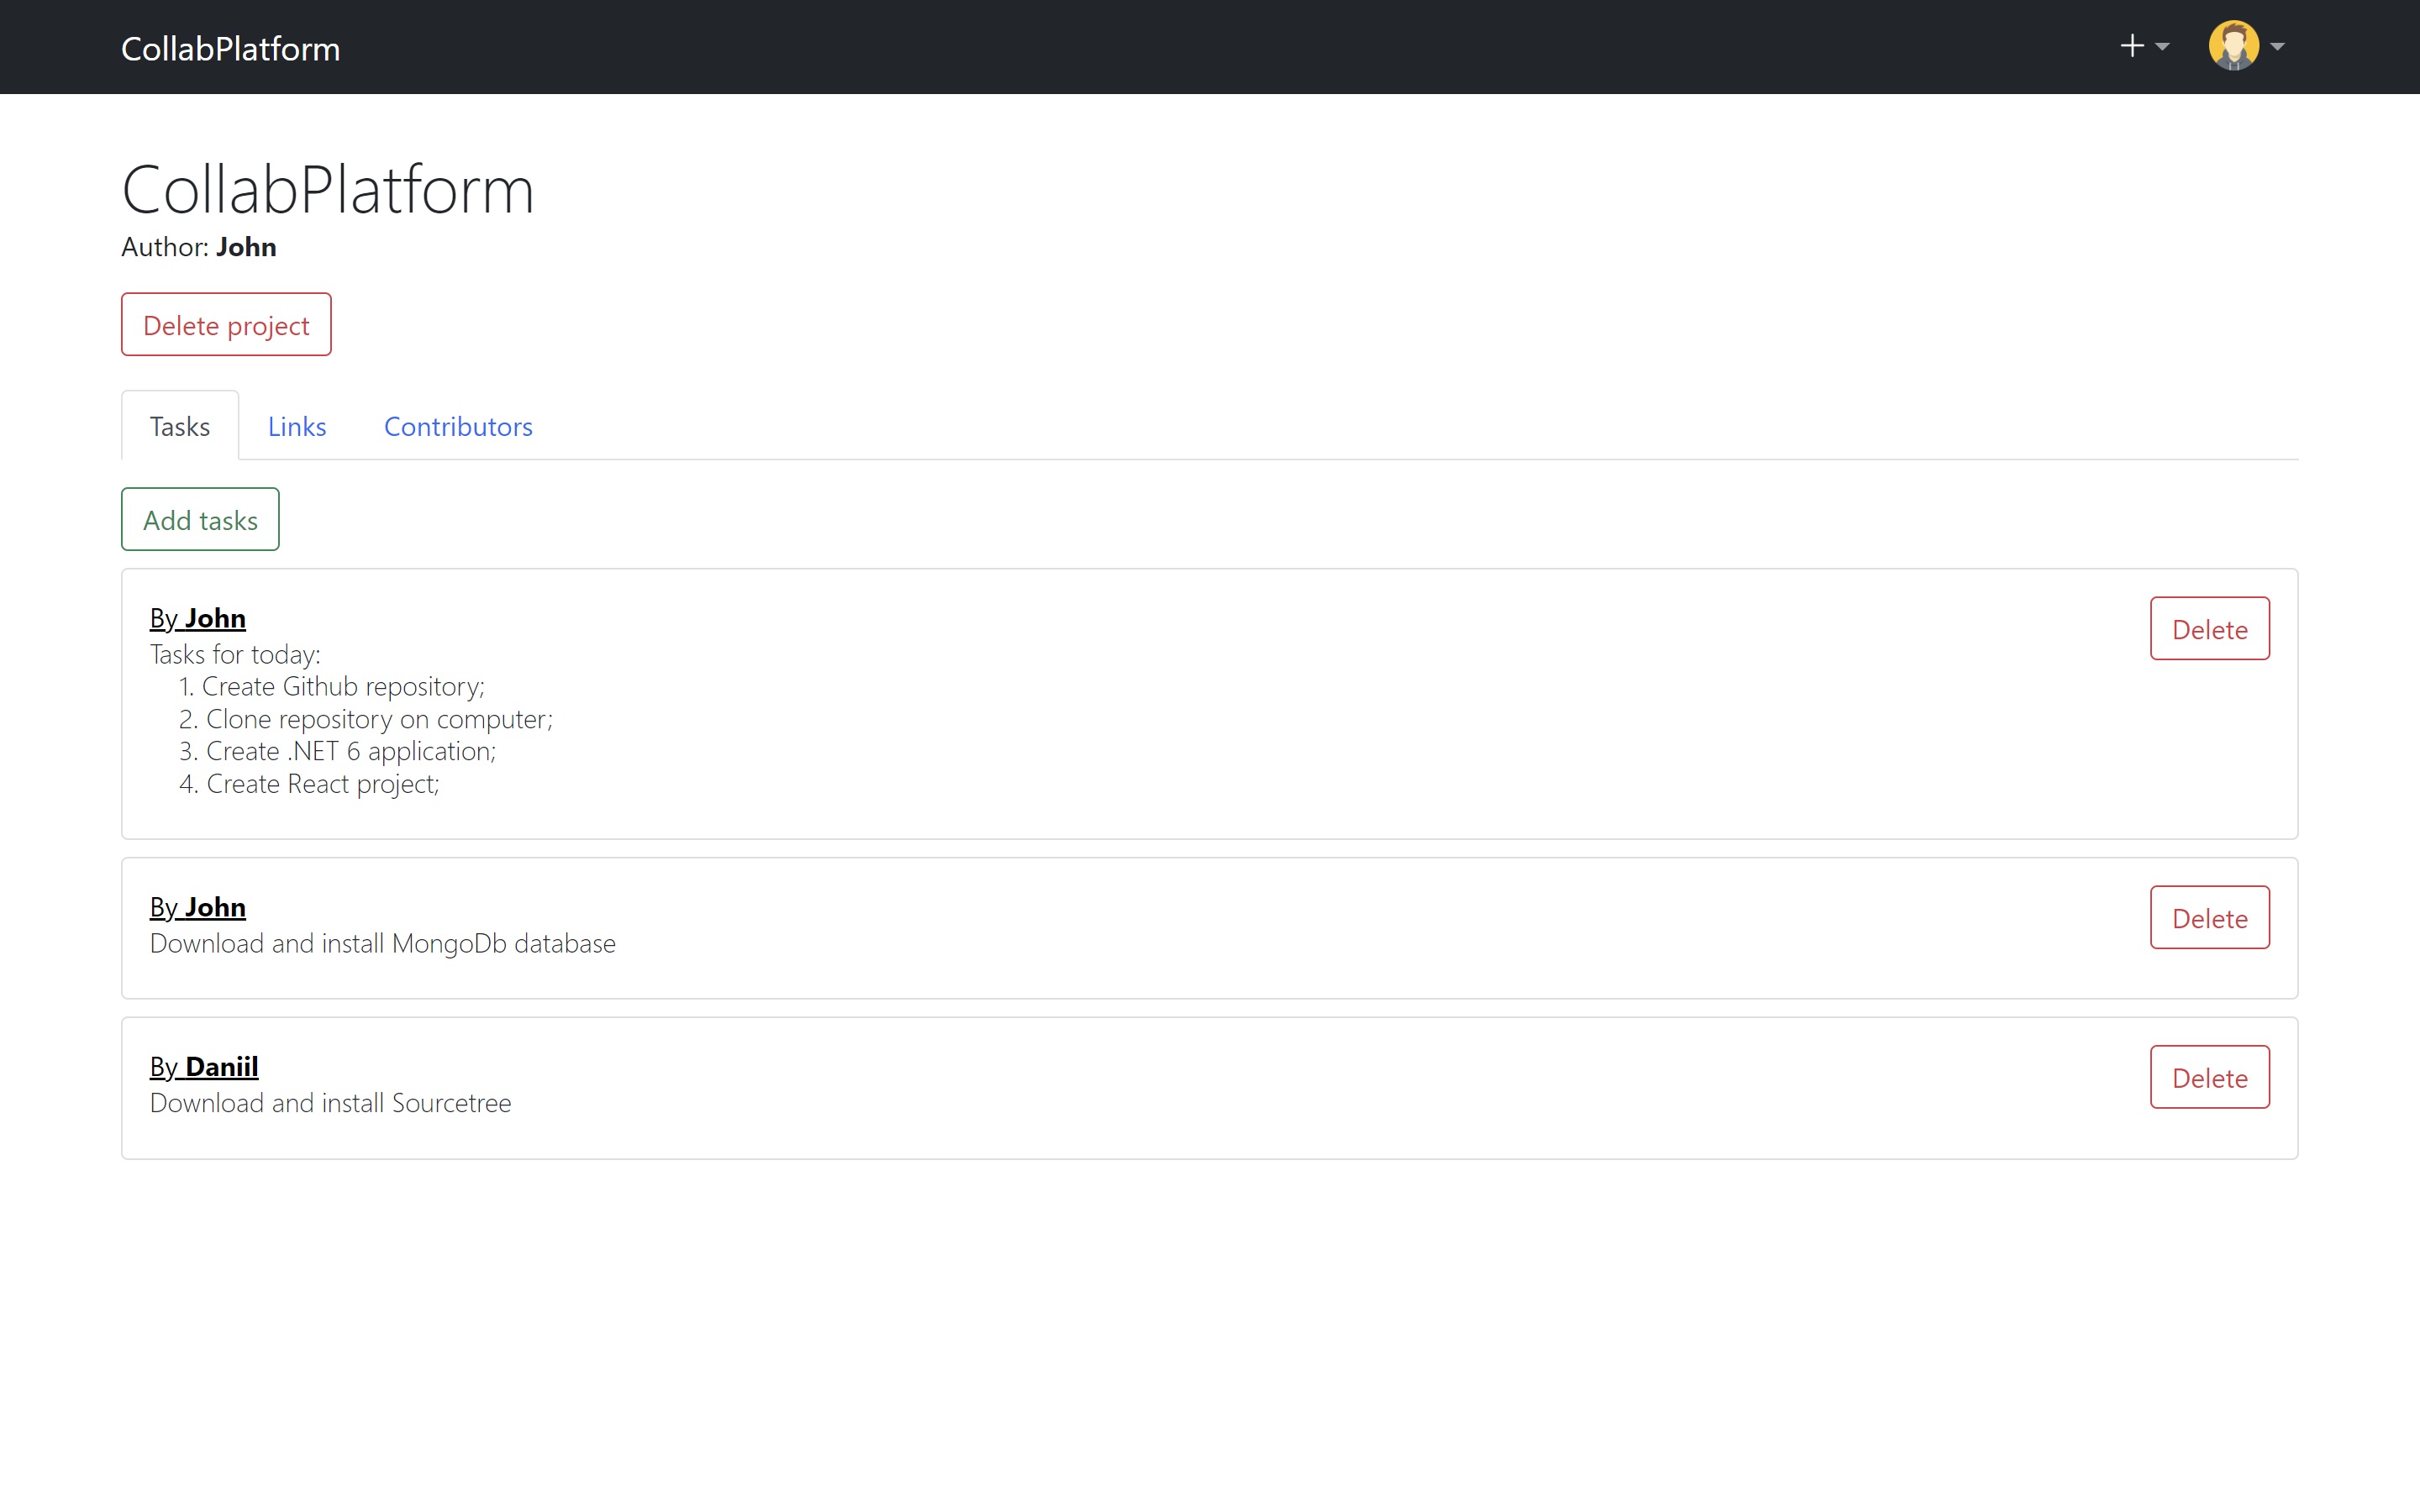 CollabPlatform
CollabPlatform
Author: John
Delete project
Tasks Links Contributors
Add tasks
By John
Delete
Tasks for today:
1. Create Github repository;
2. Clone repository on computer;
3. Create .NET 6 application;
4. Create React project;
By John
Delete
Download and install MongoDb database
By Daniil
Delete
Download and install Sourcetree